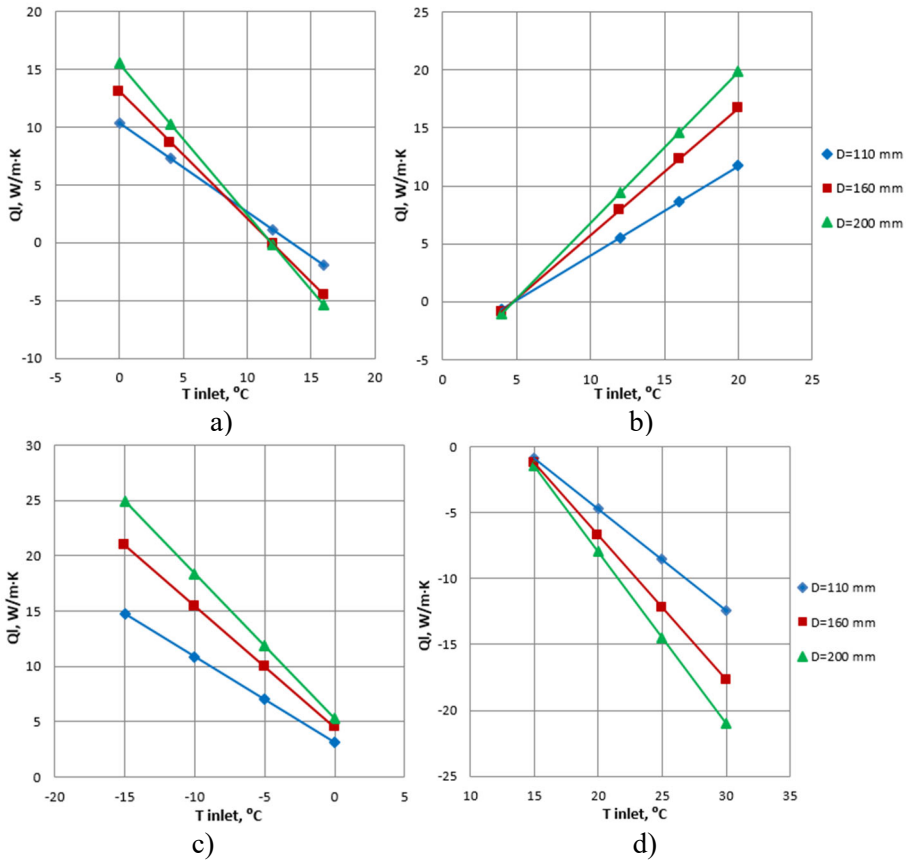 20
15
10
5
0
-5
-10
-5 0 5 10 15 20
Ql, W/m·K
T inlet, °C
a)
25
20
15
10
5
0
-5
0 5 10 15 20 25
Ql, W/m·K
T inlet, °C
b)
D=110 mm
D=160 mm
D=200 mm
30
25
20
15
10
5
0
-20 -15 -10 -5 0 5
Ql, W/m·K
T inlet, °C
c)
0
-5
-10
-15
-20
-25
10 15 20 25 30 35
Ql, W/m·K
T inlet, °C
d)
D=110 mm
D=160 mm
D=200 mm